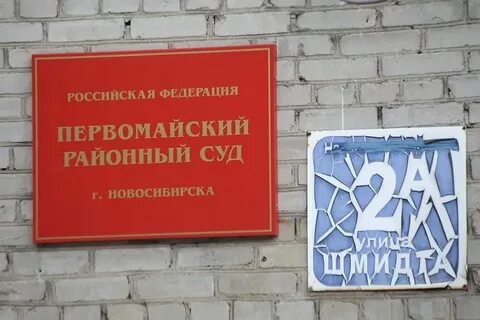 РОССИЙСКАЯ ФЕДЕРАЦИЯ
ПЕРВОМАЙСКИЙ
РАЙОННЫЙ СУД
г. НОВОСИБИРСКА
2А
улица
ШМИДТА